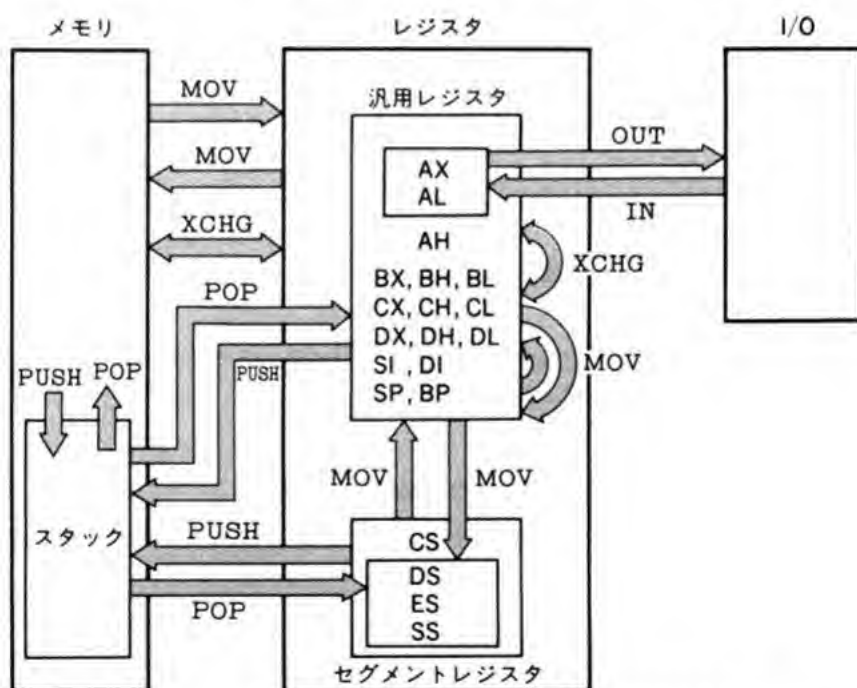 メモリ
レジスタ
I/O
MOV
MOV
XCHG
POP
PUSH
PUSH
POP
スタック
PUSH
POP
汎用レジスタ
AX
AL
AH
BX, BH, BL
CX, CH, CL
DX, DH, DL
SI , DI
SP, BP
OUT
IN
XCHG
MOV
MOV
MOV
CS
DS
ES
SS
セグメントレジスタ